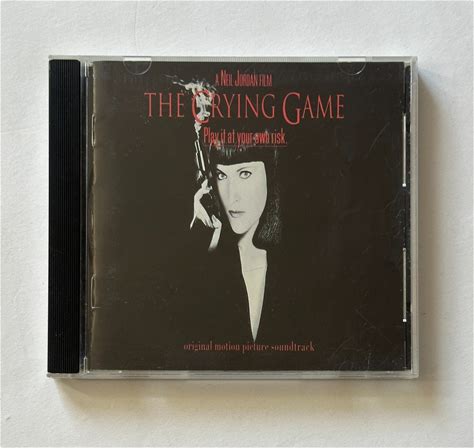 A NEIL JORDAN FILM
THE CRYING GAME
Play it at your own risk.
original motion picture soundtrack